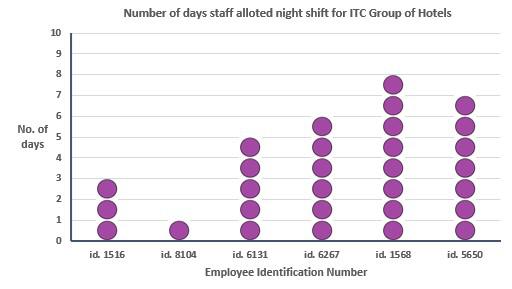 Number of days staff alloted night shift for ITC Group of Hotels
10
9
8
7
6
5
4
3
2
1
0
No. of
days
id. 1516 id. 8104 id. 6131 id. 6267 id. 1568 id. 5650
Employee Identification Number